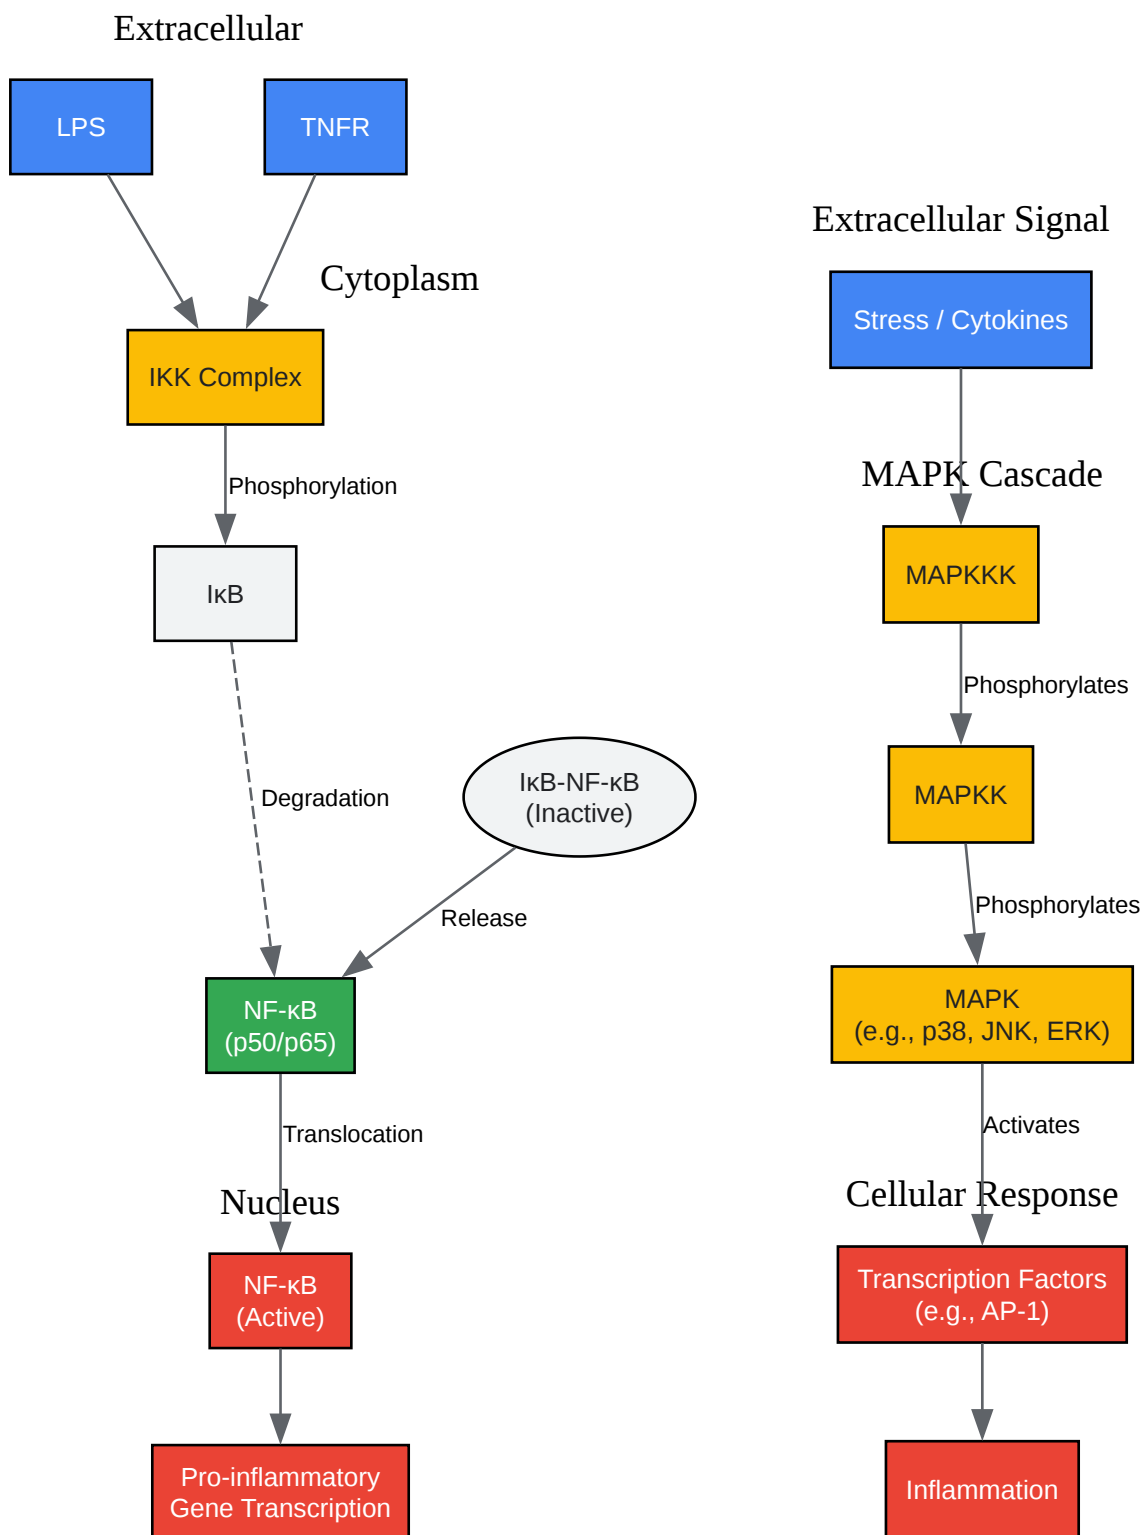 Extracellular
LPS
TNFR
Cytoplasm
IKK Complex
Phosphorylation
IκB
Degradation
IκB-NF-κB
(Inactive)
Release
NF-κB
(p50/p65)
Translocation
Nucleus
NF-κB
(Active)
Pro-inflammatory
Gene Transcription
Extracellular Signal
Stress / Cytokines
MAPK Cascade
MAPKKK
Phosphorylates
MAPKK
Phosphorylates
MAPK
(e.g., p38, JNK, ERK)
Activates
Cellular Response
Transcription Factors
(e.g., AP-1)
Inflammation